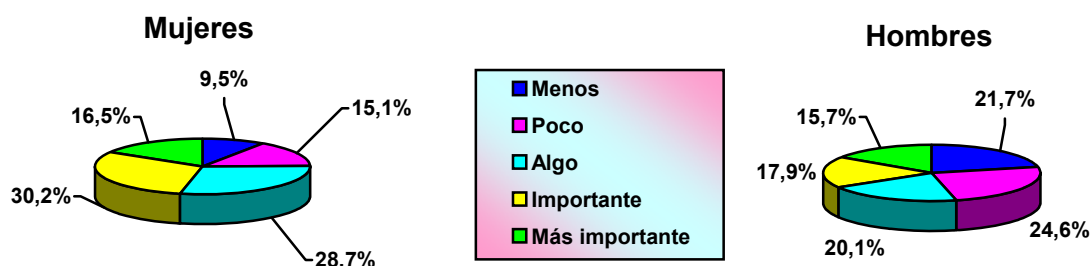 Mujeres
9,5%
15,1%
16,5%
30,2%
28,7%
Menos
Poco
Algo
Importante
Más importante
Hombres
21,7%
15,7%
17,9%
20,1%
24,6%